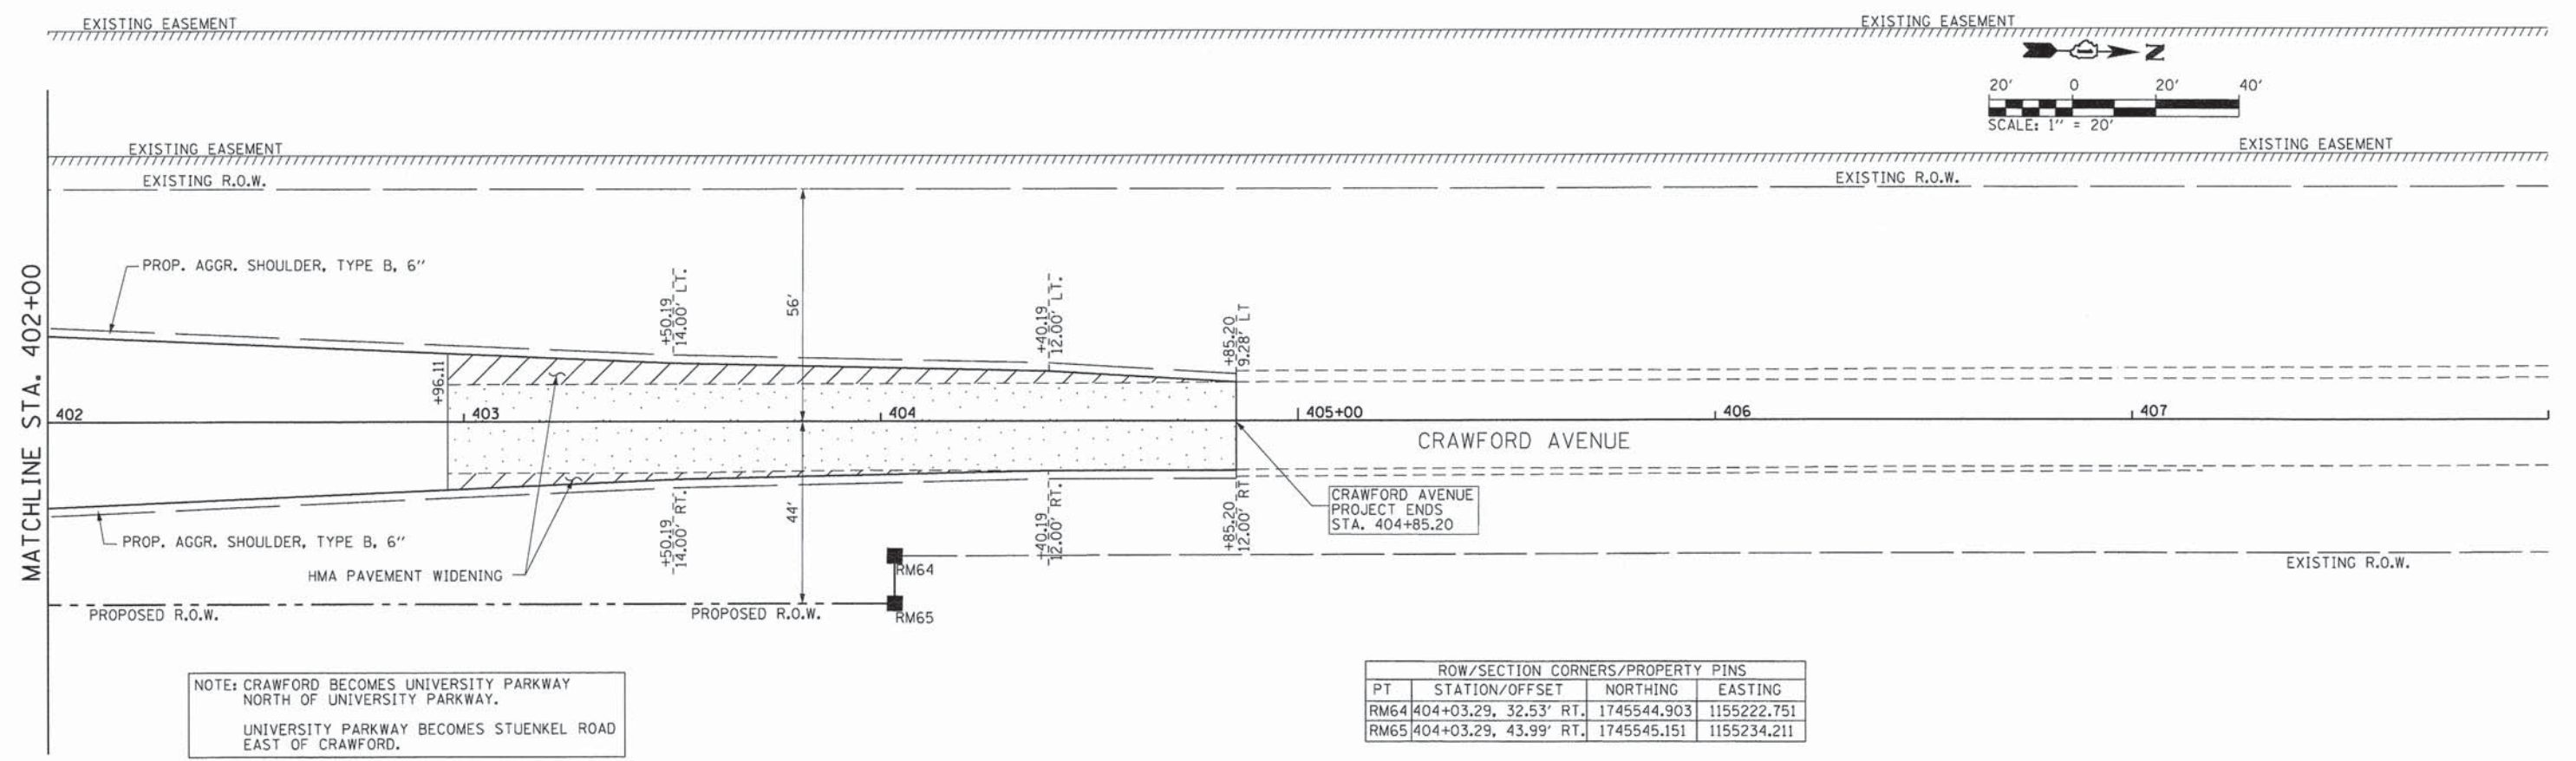 EXISTING EASEMENT
EXISTING EASEMENT
N
20' 0 20' 40'
SCALE: 1" = 20'
EXISTING EASEMENT
EXISTING EASEMENT
EXISTING R.O.W.
EXISTING R.O.W.
MATCHLINE STA. 402+00
PROP. AGGR. SHOULDER, TYPE B, 6"
+50.19
14.00' LT.
56'
+40.19
12.00' LT.
+85.20
9.28' LT
+96.11
402
403
404
405+00
406
407
CRAWFORD AVENUE
CRAWFORD AVENUE
PROJECT ENDS
STA. 404+85.20
+50.19
14.00' RT.
44'
+40.19
12.00' RT.
+85.20
12.00' RT
PROP. AGGR. SHOULDER, TYPE B, 6"
HMA PAVEMENT WIDENING
RM64
RM65
EXISTING R.O.W.
PROPOSED R.O.W.
PROPOSED R.O.W.
NOTE: CRAWFORD BECOMES UNIVERSITY PARKWAY
NORTH OF UNIVERSITY PARKWAY.
UNIVERSITY PARKWAY BECOMES STUENKEL ROAD
EAST OF CRAWFORD.
ROW/SECTION CORNERS/PROPERTY PINS
PT STATION/OFFSET NORTHING EASTING
RM64 404+03.29, 32.53' RT. 1745544.903 1155222.751
RM65 404+03.29, 43.99' RT. 1745545.151 1155234.211